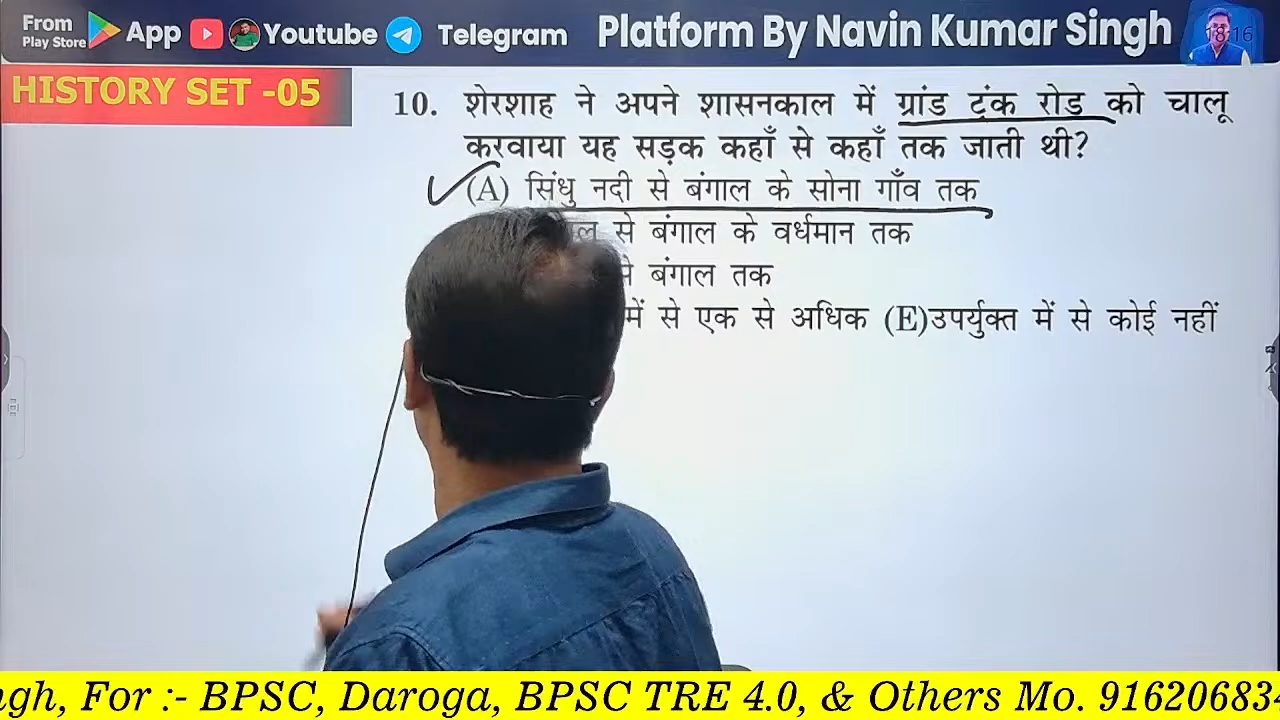 From
Play Store
App
Youtube
Telegram
Platform By Navin Kumar Singh
18:16
HISTORY SET -05
10. शेरशाह ने अपने शासनकाल में ग्रांड ट्रंक रोड को चालू
करवाया यह सड़क कहाँ से कहाँ तक जाती थी?
(A) सिंधु नदी से बंगाल के सोना गाँव तक
से बंगाल के वर्धमान तक
से बंगाल तक
में से एक से अधिक (E)उपर्युक्त में से कोई नहीं
For :- BPSC, Daroga, BPSC TRE 4.0, & Others Mo.